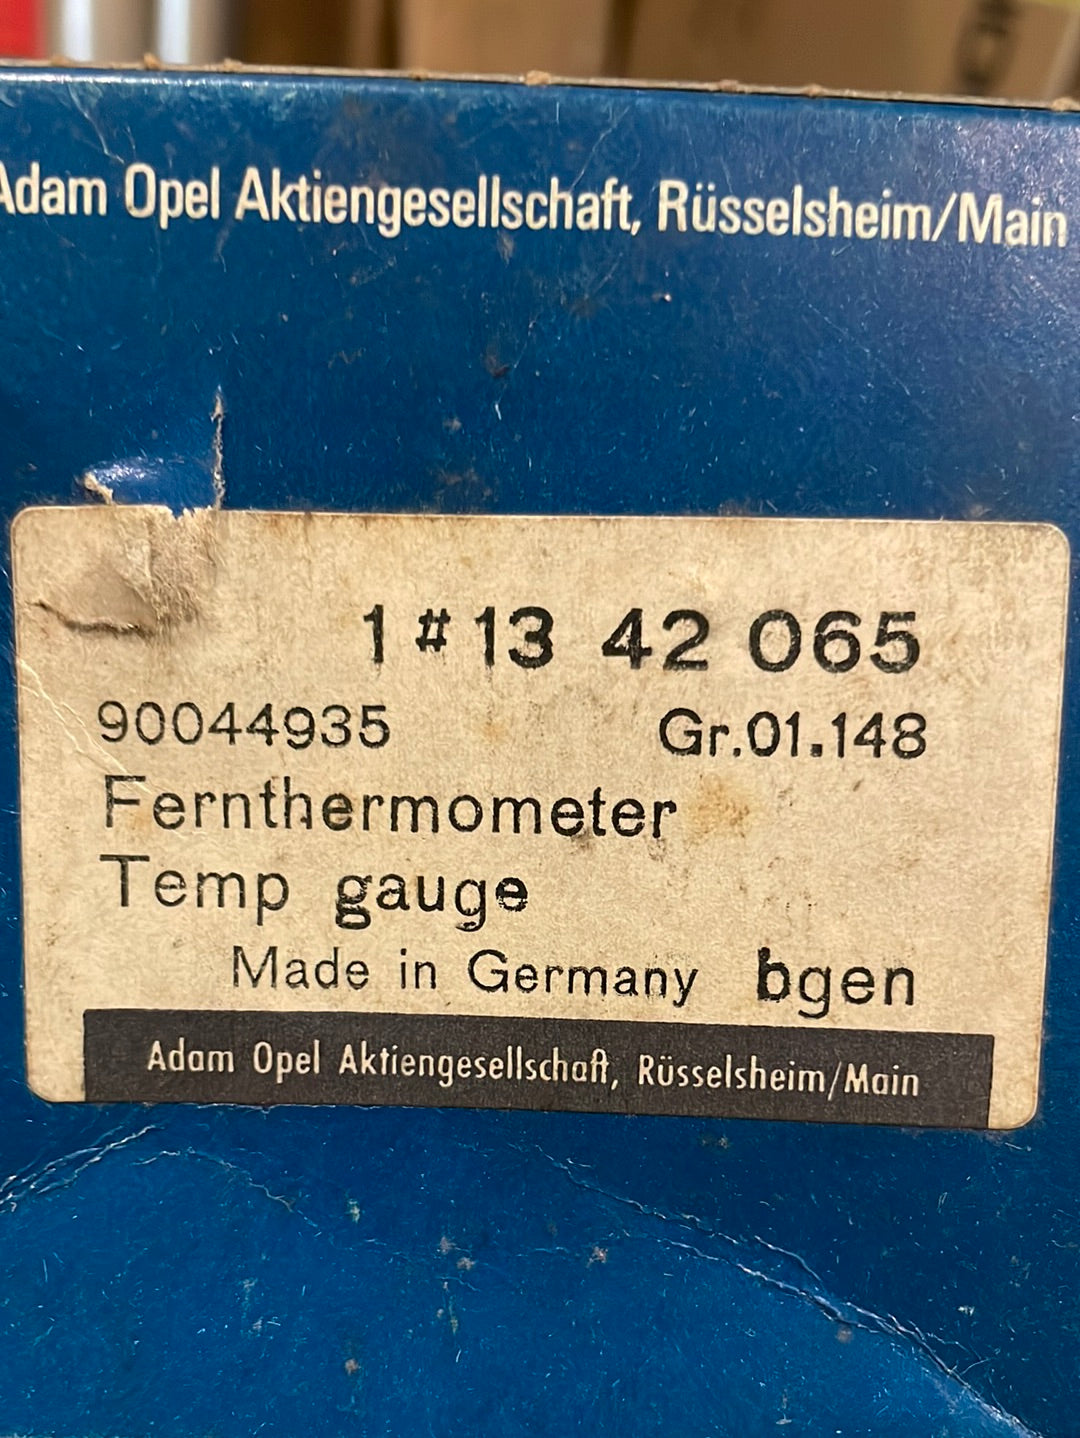 Adam Opel Aktiengesellschaft, Rüsselsheim/Main
1 # 13 42 065
90044935 Gr.01.148
Fernthermometer
Temp gauge
Made in Germany bgen
Adam Opel Aktiengesellschaft, Rüsselsheim/Main